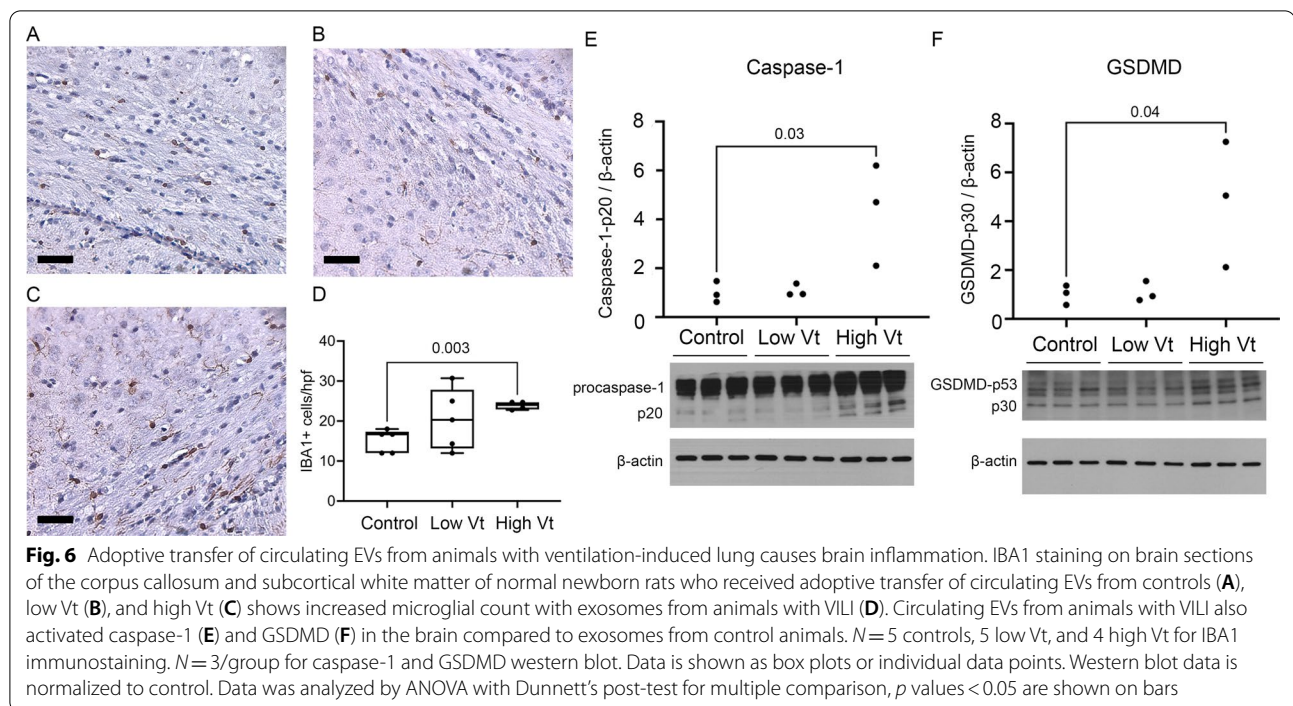 A
B
C
D
40
30
20
10
0
IBA1+ cells/hpf
0.003
Control Low Vt High Vt
E
Caspase-1
8
6
4
2
0
Caspase-1-p20 / β-actin
0.03
Control Low Vt High Vt
procaspase-1
p20
β-actin
F
GSDMD
8
6
4
2
0
GSDMD-p30 / β-actin
0.04
Control Low Vt High Vt
GSDMD-p53
p30
β-actin
Fig. 6 Adoptive transfer of circulating EVs from animals with ventilation-induced lung causes brain inflammation. IBA1 staining on brain sections
of the corpus callosum and subcortical white matter of normal newborn rats who received adoptive transfer of circulating EVs from controls (A),
low Vt (B), and high Vt (C) shows increased microglial count with exosomes from animals with VILI (D). Circulating EVs from animals with VILI also
activated caspase-1 (E) and GSDMD (F) in the brain compared to exosomes from control animals. N = 5 controls, 5 low Vt, and 4 high Vt for IBA1
immunostaining. N = 3/group for caspase-1 and GSDMD western blot. Data is shown as box plots or individual data points. Western blot data is
normalized to control. Data was analyzed by ANOVA with Dunnett's post-test for multiple comparison, p values < 0.05 are shown on bars